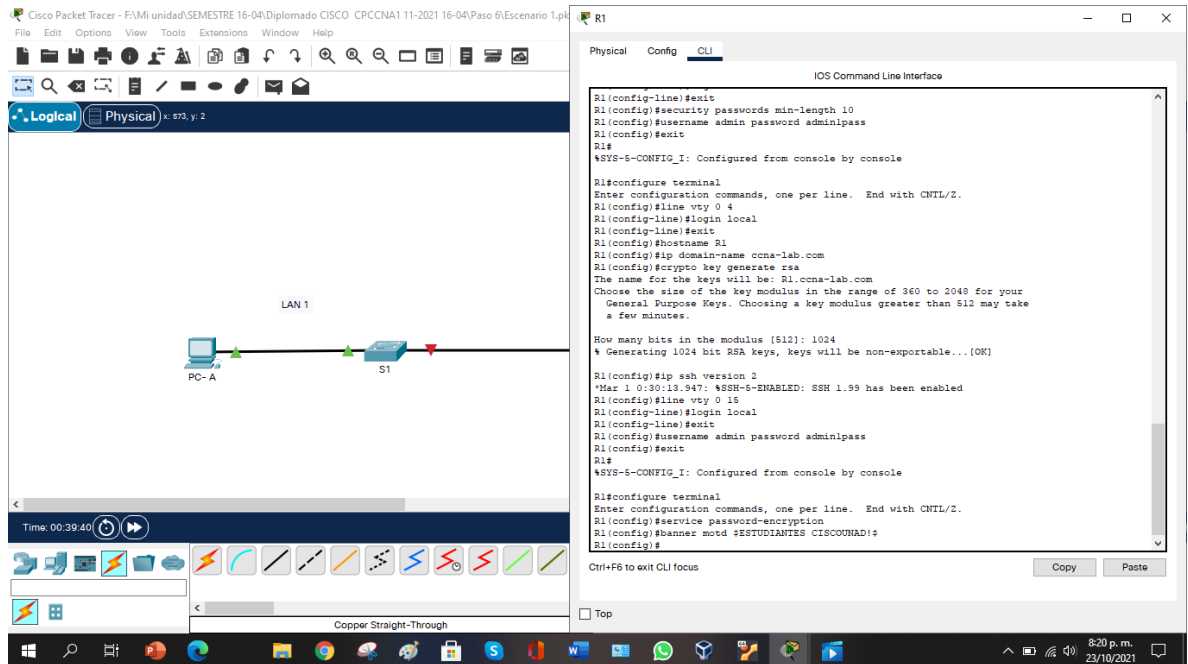 Cisco Packet Tracer - F:\Mi unidad\SEMESTRE 16-04\Diplomado CISCO CPCCNA1 11-2021 16-04\Paso 6\Escenario 1.pk
File Edit Options View Tools Extensions Window Help
Logical Physical x: 573, y: 2
LAN 1
PC- A
S1
Time: 00:39:40
Copper Straight-Through
R1
Physical Config CLI
IOS Command Line Interface
R1(config-line)#exit
R1(config)#security passwords min-length 10
R1(config)#username admin password admin1pass
R1(config)#exit
R1#
%SYS-5-CONFIG_I: Configured from console by console
R1#configure terminal
Enter configuration commands, one per line. End with CNTL/Z.
R1(config)#line vty 0 4
R1(config-line)#login local
R1(config-line)#exit
R1(config)#hostname R1
R1(config)#ip domain-name ccna-lab.com
R1(config)#crypto key generate rsa
The name for the keys will be: R1.ccna-lab.com
Choose the size of the key modulus in the range of 360 to 2048 for your
General Purpose Keys. Choosing a key modulus greater than 512 may take
a few minutes.
How many bits in the modulus [512]: 1024
% Generating 1024 bit RSA keys, keys will be non-exportable...[OK]
R1(config)#ip ssh version 2
*Mar 1 0:30:13.947: %SSH-5-ENABLED: SSH 1.99 has been enabled
R1(config)#line vty 0 15
R1(config-line)#login local
R1(config-line)#exit
R1(config)#username admin password admin1pass
R1(config)#exit
R1#
%SYS-5-CONFIG_I: Configured from console by console
R1#configure terminal
Enter configuration commands, one per line. End with CNTL/Z.
R1(config)#service password-encryption
R1(config)#banner motd $ESTUDIANTES CISCOUNAD!$
R1(config)#
Ctrl+F6 to exit CLI focus
Copy Paste
Top
8:20 p. m.
23/10/2021